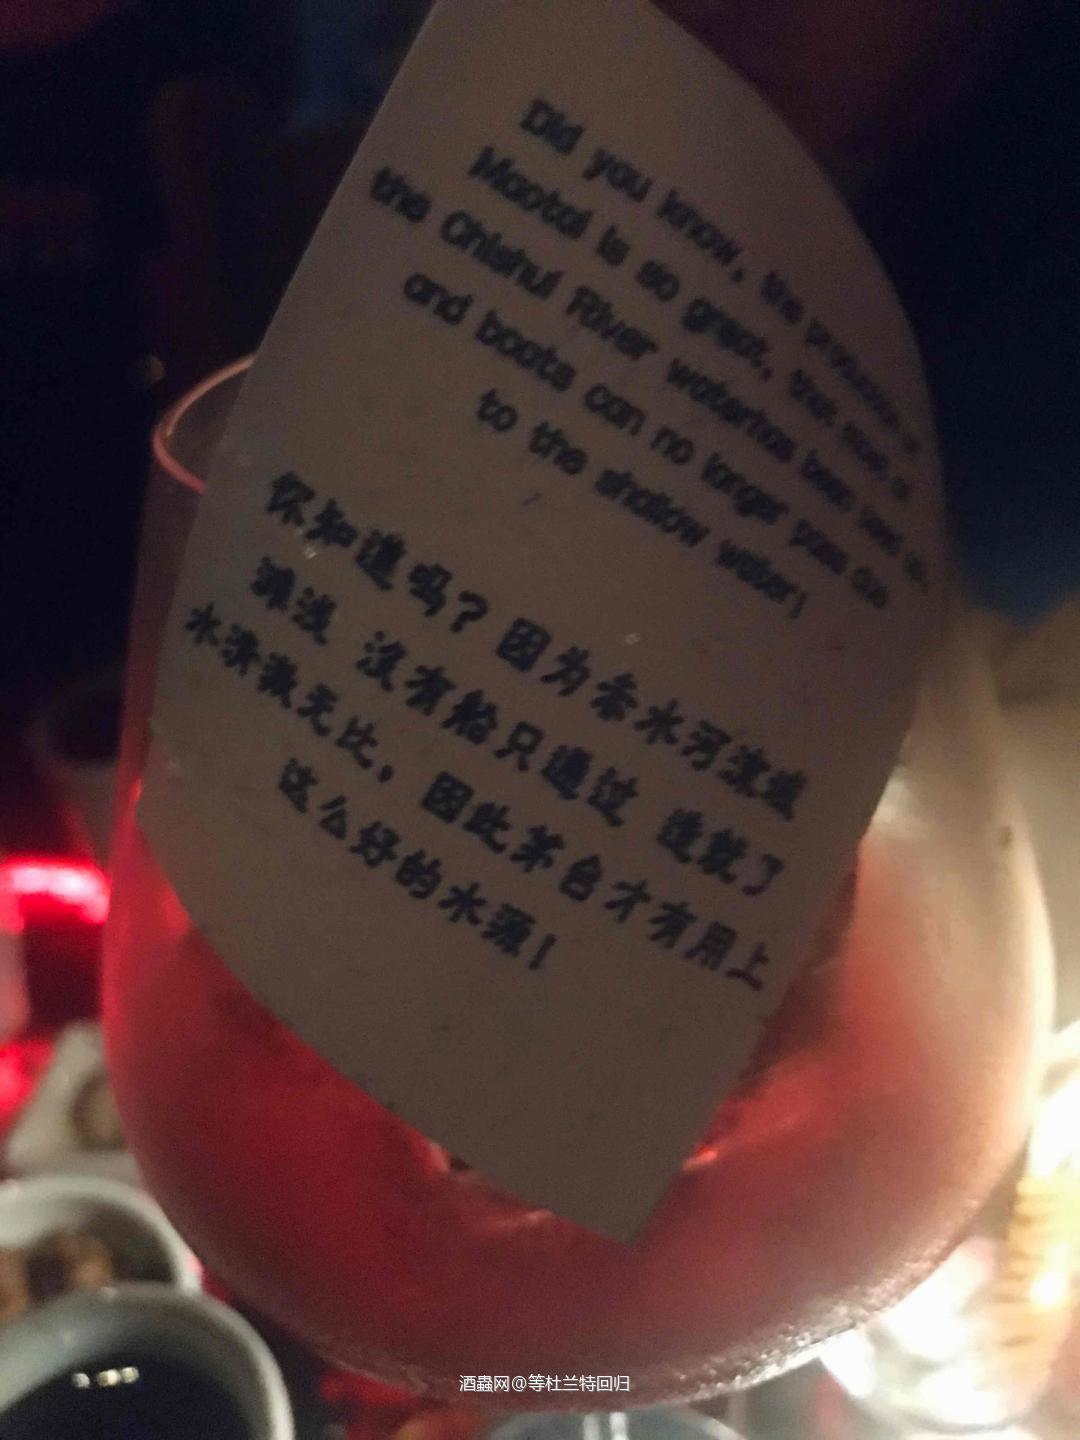 Did you know, the production of
Maotai is so great, that most of
the Chishui River waterhas been used up,
and boats can no longer pass due
to the shallow water!
你知道吗？因为赤水河流域
滩浅 没有船只通过 造就了
水清澈无比，因此茅台才有用上
这么好的水源！
酒蟲网@等杜兰特回归